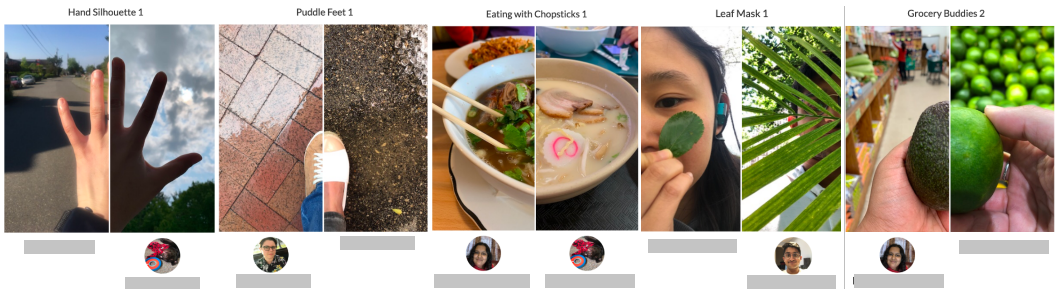 Hand Silhouette 1
Puddle Feet 1
Eating with Chopsticks 1
Leaf Mask 1
Grocery Buddies 2